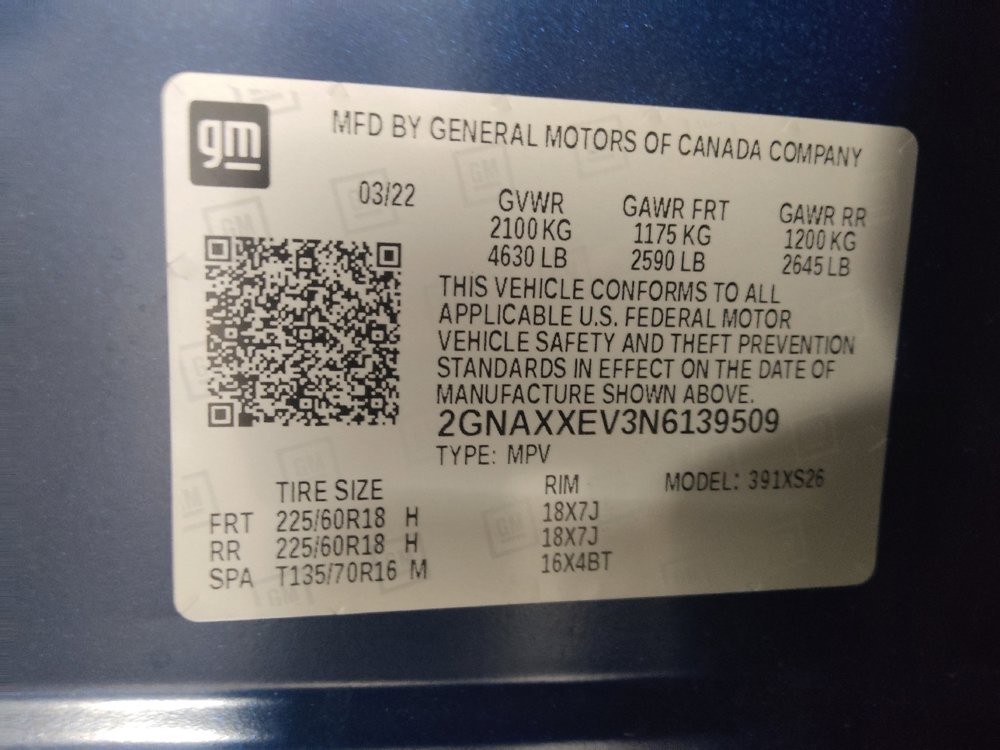 gm
MFD BY GENERAL MOTORS OF CANADA COMPANY
03/22 GVWR GAWR FRT GAWR RR
2100 KG 1175 KG 1200 KG
4630 LB 2590 LB 2645 LB
THIS VEHICLE CONFORMS TO ALL
APPLICABLE U.S. FEDERAL MOTOR
VEHICLE SAFETY AND THEFT PREVENTION
STANDARDS IN EFFECT ON THE DATE OF
MANUFACTURE SHOWN ABOVE.
2GNAXXEV3N6139509
TYPE: MPV
TIRE SIZE RIM MODEL: 391XS26
FRT 225/60R18 H 18X7J
RR 225/60R18 H 18X7J
SPA T135/70R16 M 16X4BT